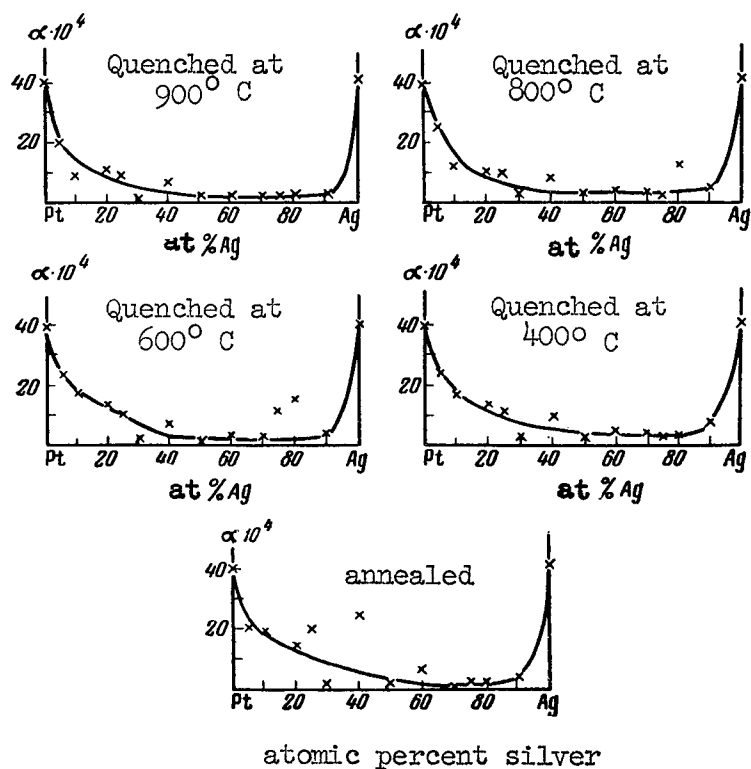 α·10⁴
Quenched at
900° C
40
20
Pt 20 40 60 80 Ag
at %Ag
α·10⁴
Quenched at
800° C
40
20
Pt 20 40 60 80 Ag
at %Ag
α·10⁴
Quenched at
600° C
40
20
Pt 20 40 60 80 Ag
at %Ag
α·10⁴
Quenched at
400° C
40
20
Pt 20 40 60 80 Ag
at %Ag
α·10⁴
annealed
40
20
Pt 20 40 60 80 Ag
atomic percent silver